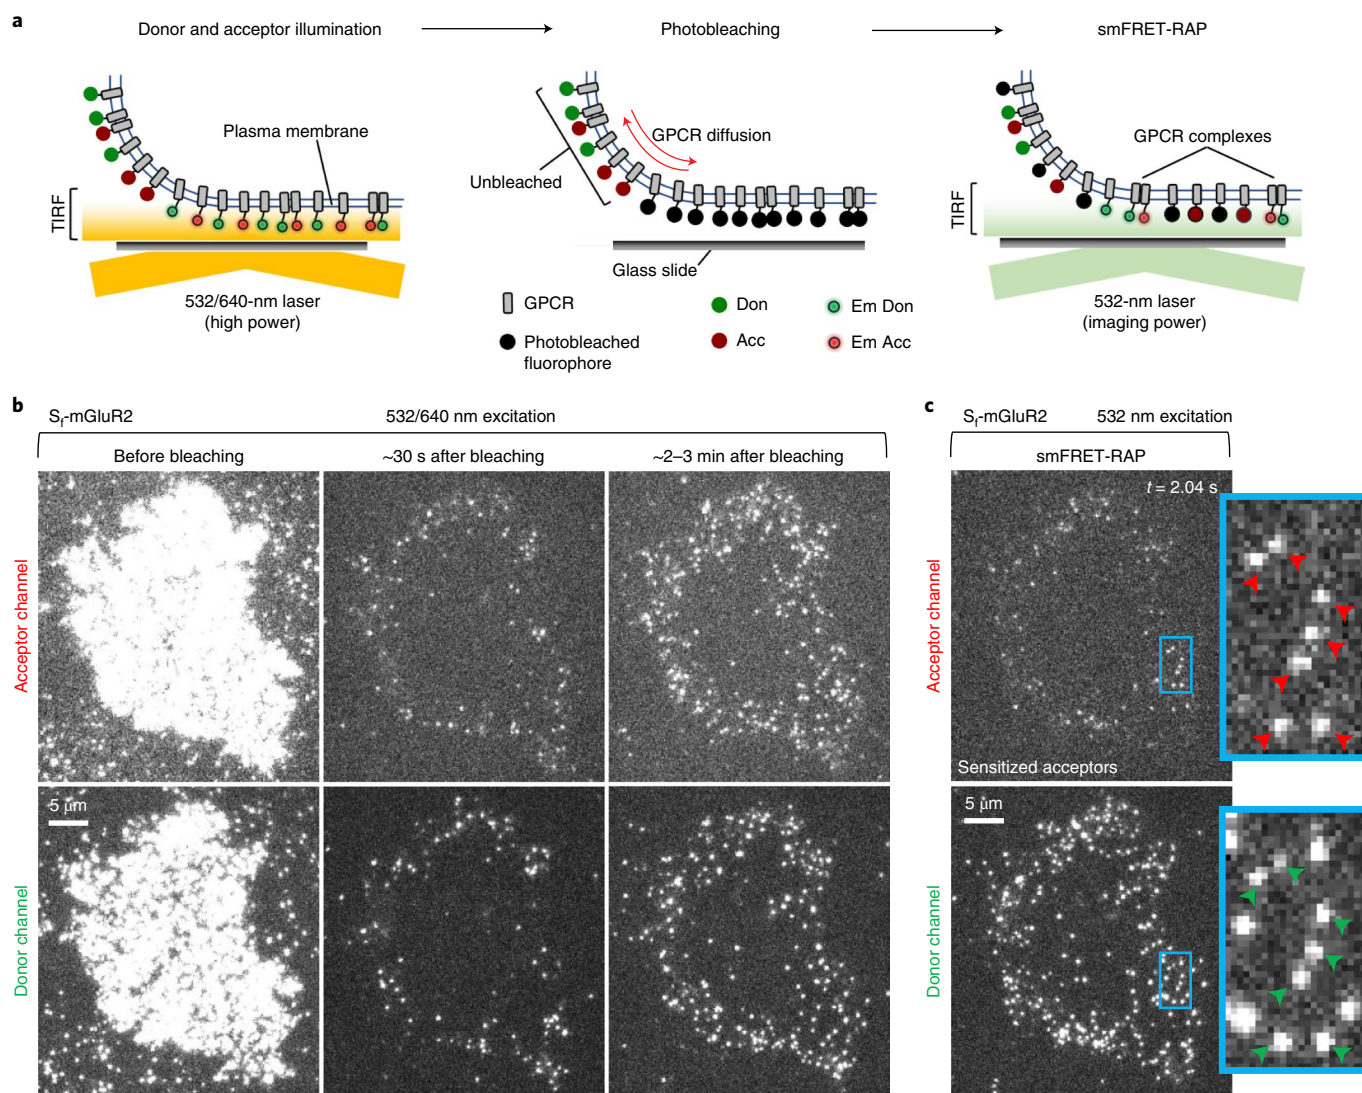 a
Donor and acceptor illumination
Photobleaching
smFRET-RAP
Plasma membrane
TIRF
532/640-nm laser
(high power)
GPCR diffusion
Unbleached
Glass slide
GPCR complexes
TIRF
532-nm laser
(imaging power)
GPCR
Photobleached
fluorophore
Don
Acc
Em Don
Em Acc
b
Sf-mGluR2
532/640 nm excitation
Before bleaching
~30 s after bleaching
~2–3 min after bleaching
Acceptor channel
Donor channel
5 μm
c
Sf-mGluR2
532 nm excitation
smFRET-RAP
t = 2.04 s
Acceptor channel
Sensitized acceptors
Donor channel
5 μm